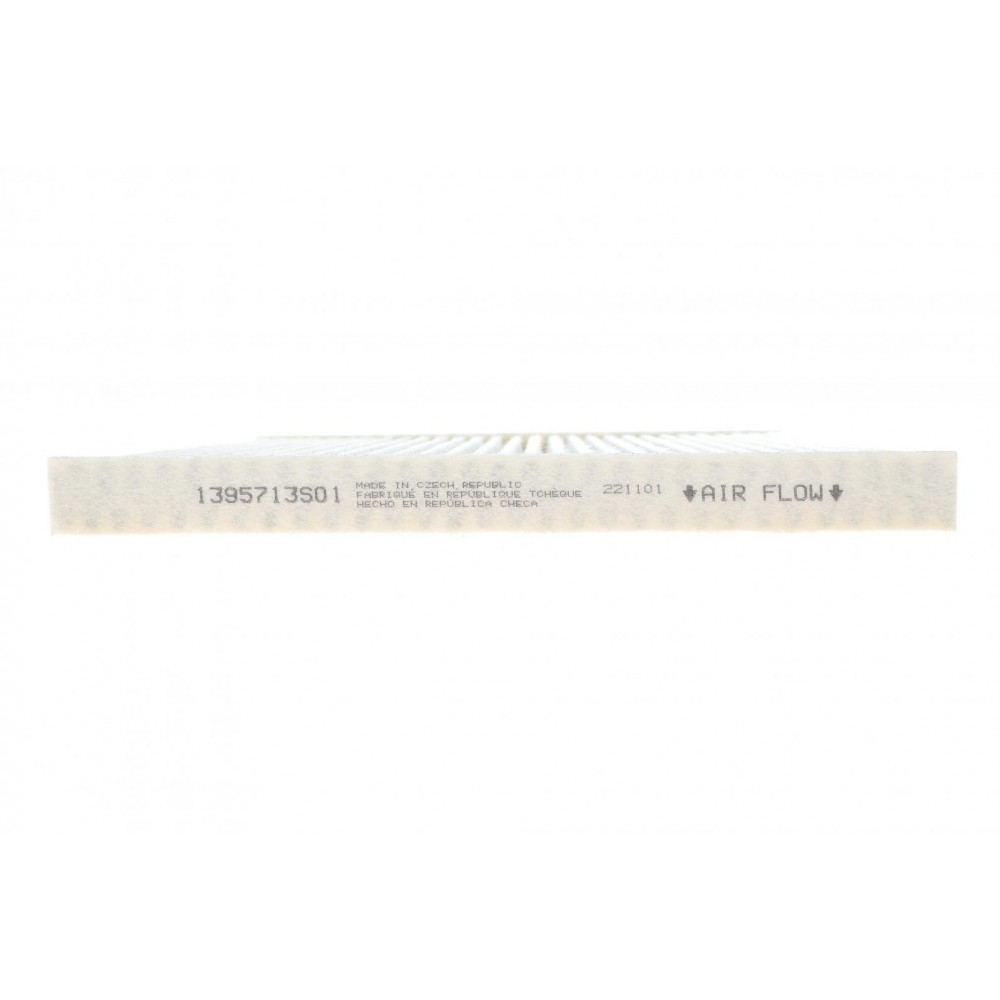 1395713S01
MADE IN CZECH REPUBLIC
FABRIQUÉ EN RÉPUBLIQUE TCHÈQUE
HECHO EN REPÚBLICA CHECA
221101
↓AIR FLOW↓